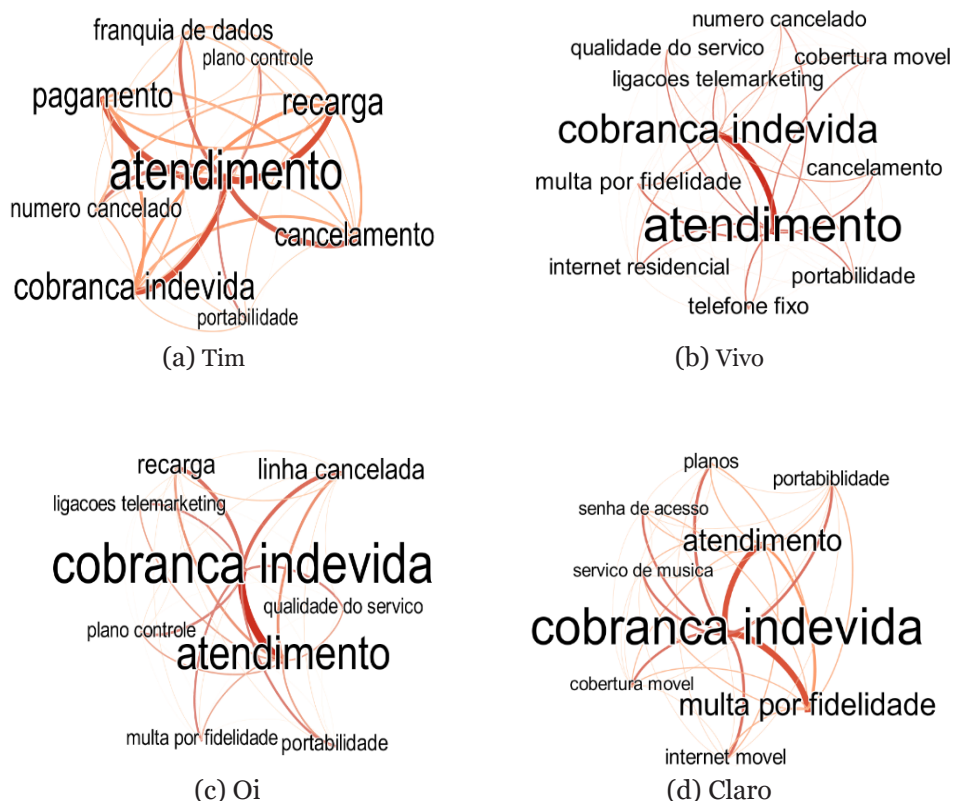 franquia de dados
plano controle
pagamento
recarga
atendimento
numero cancelado
cancelamento
cobranca indevida
portabilidade
(a) Tim
numero cancelado
qualidade do servico
cobertura movel
ligacoes telemarketing
cobranca indevida
cancelamento
multa por fidelidade
atendimento
internet residencial
portabilidade
telefone fixo
(b) Vivo
recarga
linha cancelada
ligacoes telemarketing
cobranca indevida
qualidade do servico
plano controle
atendimento
multa por fidelidade
portabilidade
(c) Oi
planos
portabiblidade
senha de acesso
atendimento
servico de musica
cobranca indevida
cobertura movel
multa por fidelidade
internet movel
(d) Claro